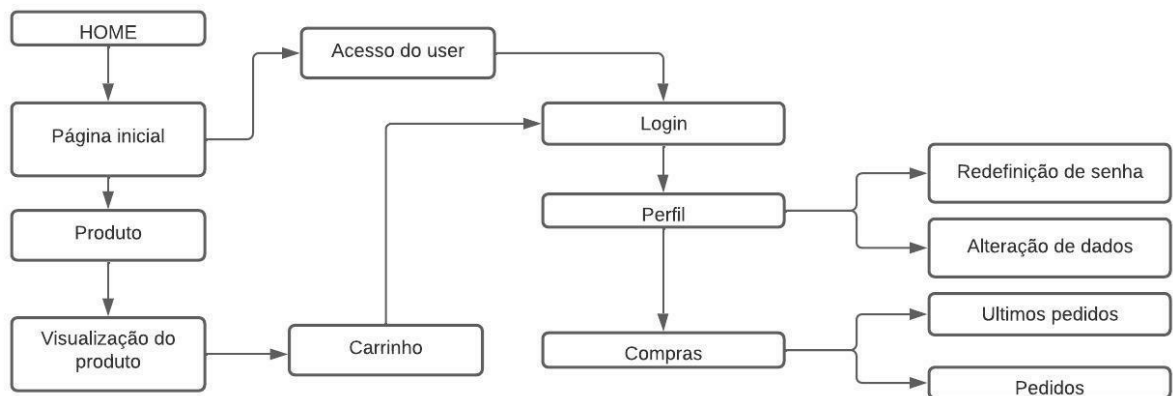 HOME
Acesso do user
Página inicial
Login
Redefinição de senha
Produto
Perfil
Alteração de dados
Visualização do
produto
Carrinho
Compras
Ultimos pedidos
Pedidos